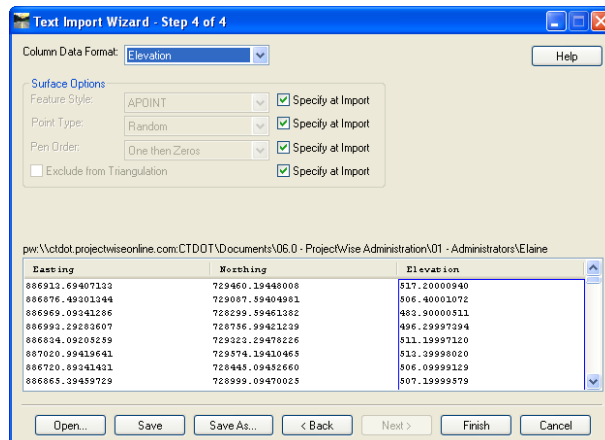 Text Import Wizard - Step 4 of 4
Column Data Format: Elevation
Help
Surface Options
Feature Style: APOINT Specify at Import
Point Type: Random Specify at Import
Pen Order: One then Zeros Specify at Import
Exclude from Triangulation Specify at Import
pw:\\ctdot.projectwiseonline.com:CTDOT\Documents\06.0 - ProjectWise Administration\01 - Administrators\Elaine
Easting Northing Elevation
886913.69407133 729460.19448008 517.20000940
886876.49301344 729087.59404981 506.40001072
886969.09341286 728299.59461382 483.90000511
886993.29283607 728756.99421239 496.29997394
886834.09205259 729323.29478226 511.19997120
887020.99419641 729574.19410465 513.39998020
886720.89341431 728445.09452660 506.09999129
886865.39459729 728999.09470025 507.19999579
Open... Save Save As... < Back Next > Finish Cancel